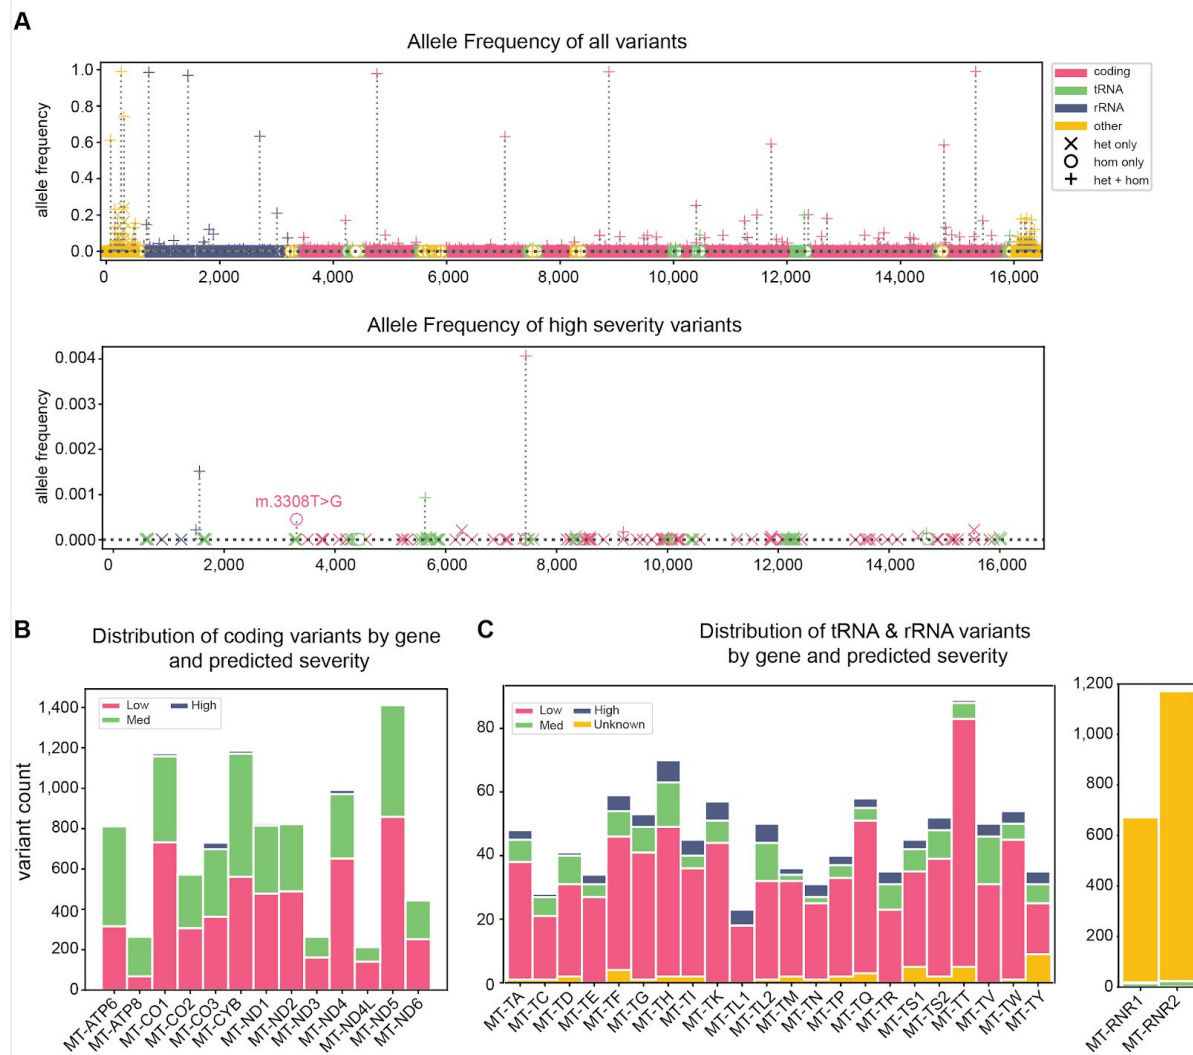 A
Allele Frequency of all variants
allele frequency
1.0
0.8
0.6
0.4
0.2
0.0
0
2,000
4,000
6,000
8,000
10,000
12,000
14,000
16,000
coding
tRNA
rRNA
other
het only
hom only
het + hom
Allele Frequency of high severity variants
allele frequency
0.004
0.003
0.002
0.001
0.000
m.3308T>G
0
2,000
4,000
6,000
8,000
10,000
12,000
14,000
16,000
B
Distribution of coding variants by gene
and predicted severity
Low
High
Med
variant count
1,400
1,200
1,000
800
600
400
200
0
MT-ATP6
MT-ATP8
MT-CO1
MT-CO2
MT-CO3
MT-CYB
MT-ND1
MT-ND2
MT-ND3
MT-ND4
MT-ND4L
MT-ND5
MT-ND6
C
Distribution of tRNA & rRNA variants
by gene and predicted severity
Low
High
Med
Unknown
80
60
40
20
0
MT-TA
MT-TC
MT-TD
MT-TE
MT-TF
MT-TG
MT-TH
MT-TI
MT-TK
MT-TL1
MT-TL2
MT-TM
MT-TN
MT-TP
MT-TQ
MT-TR
MT-TS1
MT-TS2
MT-TT
MT-TV
MT-TW
MT-TY
1,200
1,000
800
600
400
200
0
MT-RNR1
MT-RNR2